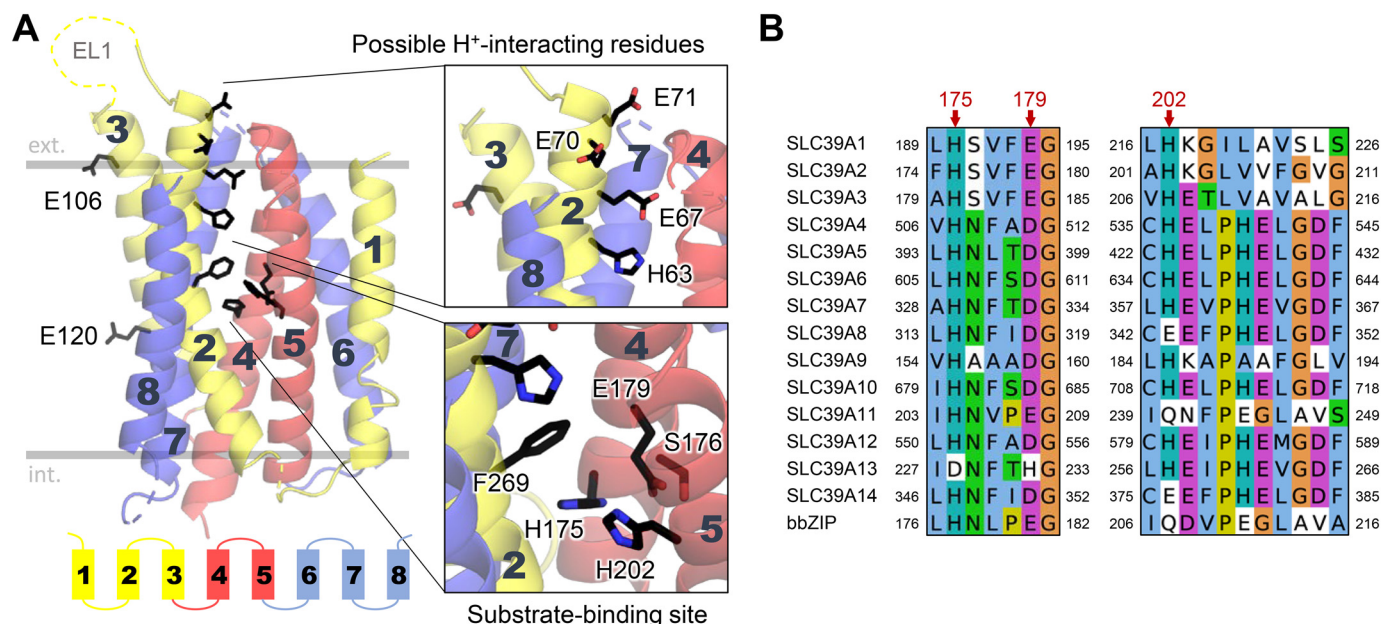 A
EL1
3
ext.
E106
1
E120
2
4
5
6
8
7
int.
1 2 3 4 5 6 7 8
Possible H⁺-interacting residues
E71
E70
3
7
4
2
E67
8
H63
7
4
E179
S176
F269
H175
5
2
H202
Substrate-binding site
B
175 179 202
SLC39A1 189 L H S V F E G 195 216 L H K G I L A V S L S 226
SLC39A2 174 F H S V F E G 180 201 A H K G L V V F G V G 211
SLC39A3 179 A H S V F E G 185 206 V H E T L V A V A L G 216
SLC39A4 506 V H N F A D G 512 535 C H E L P H E L G D F 545
SLC39A5 393 L H N L T D G 399 422 C H E L P H E L G D F 432
SLC39A6 605 L H N F S D G 611 634 C H E L P H E L G D F 644
SLC39A7 328 A H N F T D G 334 357 L H E V P H E V G D F 367
SLC39A8 313 L H N F I D G 319 342 C E E F P H E L G D F 352
SLC39A9 154 V H A A A D G 160 184 L H K A P A A F G L V 194
SLC39A10 679 I H N F S D G 685 708 C H E L P H E L G D F 718
SLC39A11 203 I H N V P E G 209 239 I Q N F P E G L A V S 249
SLC39A12 550 L H N F A D G 556 579 C H E I P H E M G D F 589
SLC39A13 227 I D N F T H G 233 256 L H E I P H E V G D F 266
SLC39A14 346 L H N F I D G 352 375 C E E F P H E L G D F 385
bbZIP 176 L H N L P E G 182 206 I Q D V P E G L A V A 216